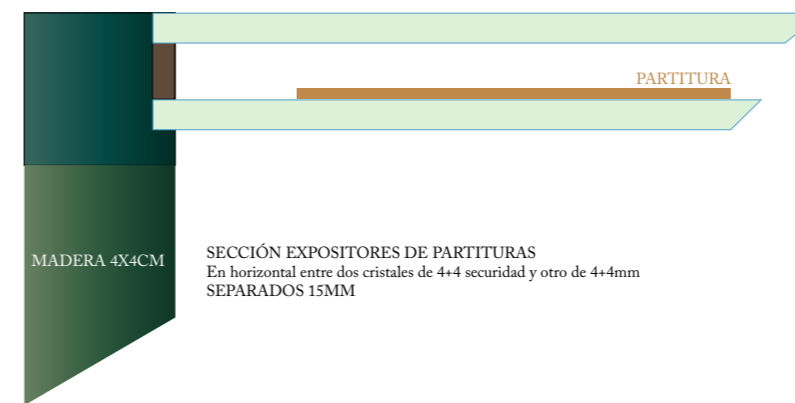 PARTITURA
MADERA 4X4CM
SECCIÓN EXPOSITORES DE PARTITURAS
En horizontal entre dos cristales de 4+4 securidad y otro de 4+4mm
SEPARADOS 15MM